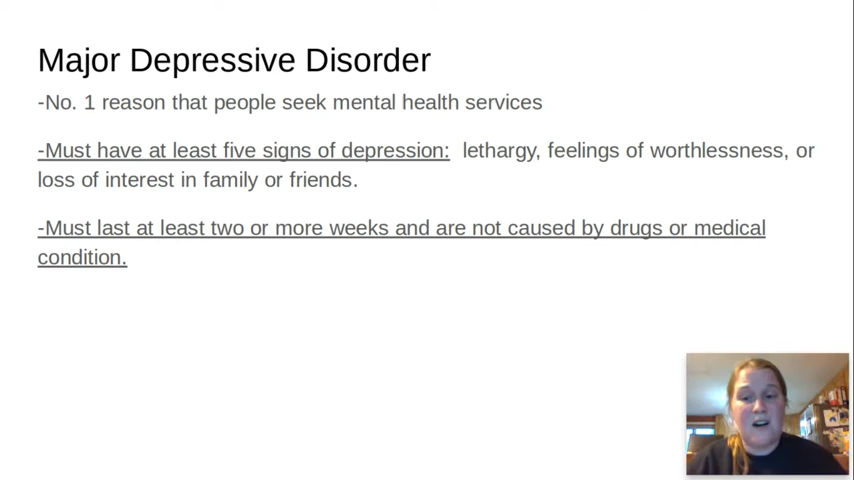 Major Depressive Disorder
-No. 1 reason that people seek mental health services
-Must have at least five signs of depression:  lethargy, feelings of worthlessness, or
loss of interest in family or friends.
-Must last at least two or more weeks and are not caused by drugs or medical
condition.